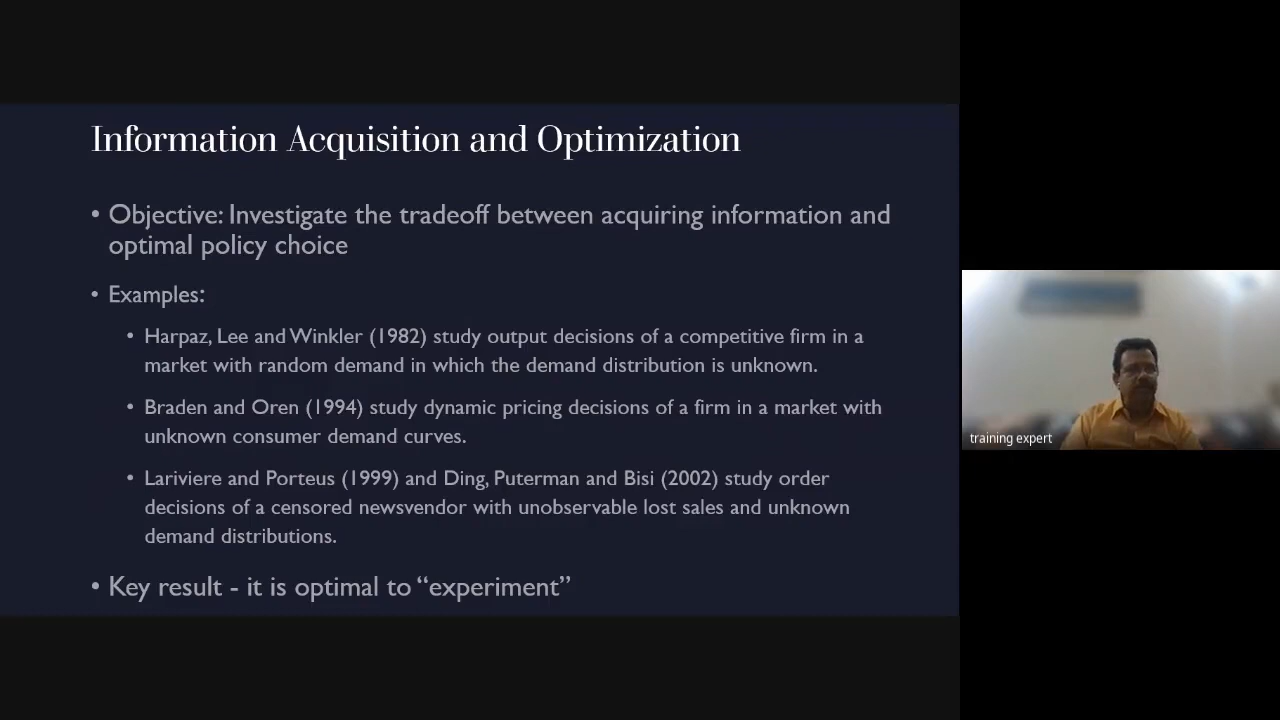 Information Acquisition and Optimization
• Objective: Investigate the tradeoff between acquiring information and
optimal policy choice
• Examples:
• Harpaz, Lee and Winkler (1982) study output decisions of a competitive firm in a
market with random demand in which the demand distribution is unknown.
• Braden and Oren (1994) study dynamic pricing decisions of a firm in a market with
unknown consumer demand curves.
• Lariviere and Porteus (1999) and Ding, Puterman and Bisi (2002) study order
decisions of a censored newsvendor with unobservable lost sales and unknown
demand distributions.
• Key result - it is optimal to “experiment”
training expert